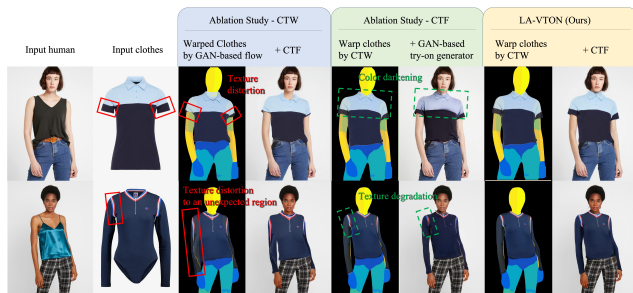 Ablation Study - CTW
Ablation Study - CTF
LA-VTON (Ours)
Input human
Input clothes
Warped Clothes
by GAN-based flow
+ CTF
Warp clothes
by CTW
+ GAN-based
try-on generator
Warp clothes
by CTW
+ CTF
Texture
distortion
Color darkening
Texture distortion
to an unexpected region
Texture degradation